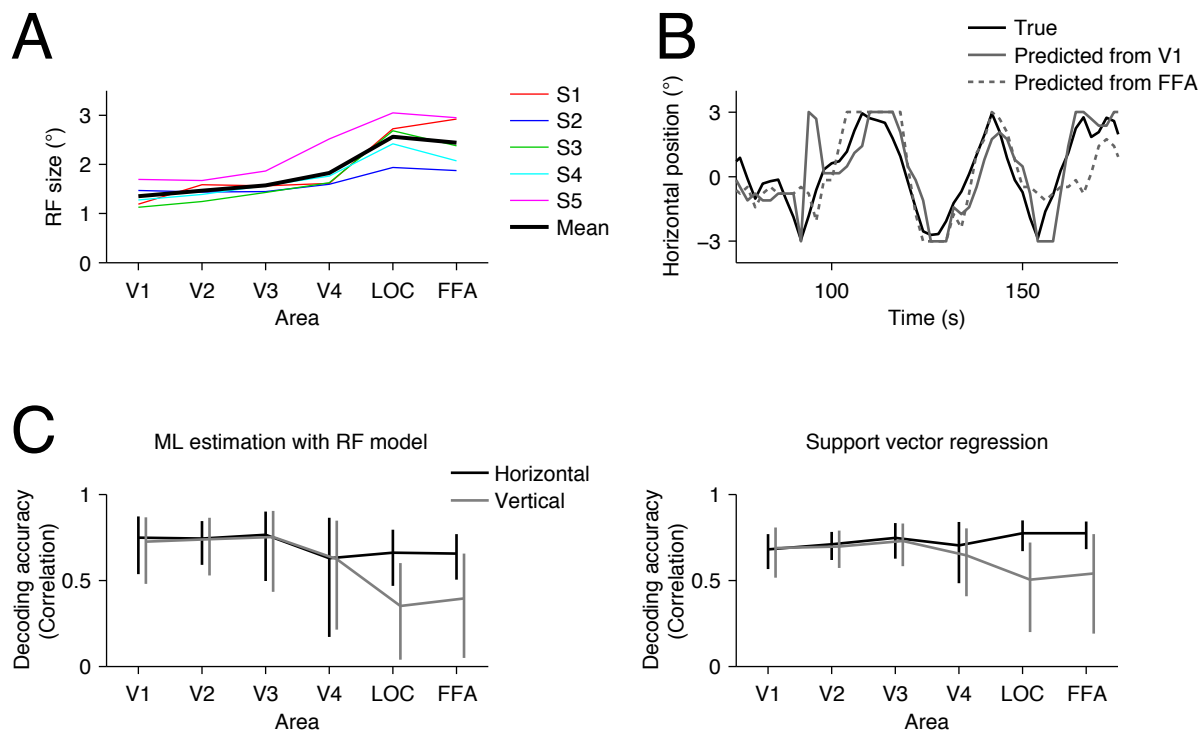 A
S1
S2
S3
S4
S5
Mean
RF size (°)
3
2
1
0
V1 V2 V3 V4 LOC FFA
Area
B
True
Predicted from V1
Predicted from FFA
Horizontal position (°)
3
0
−3
100 150
Time (s)
C
ML estimation with RF model
Horizontal
Vertical
Decoding accuracy
(Correlation)
1
0.5
0
V1 V2 V3 V4 LOC FFA
Area
Support vector regression
Decoding accuracy
(Correlation)
1
0.5
0
V1 V2 V3 V4 LOC FFA
Area